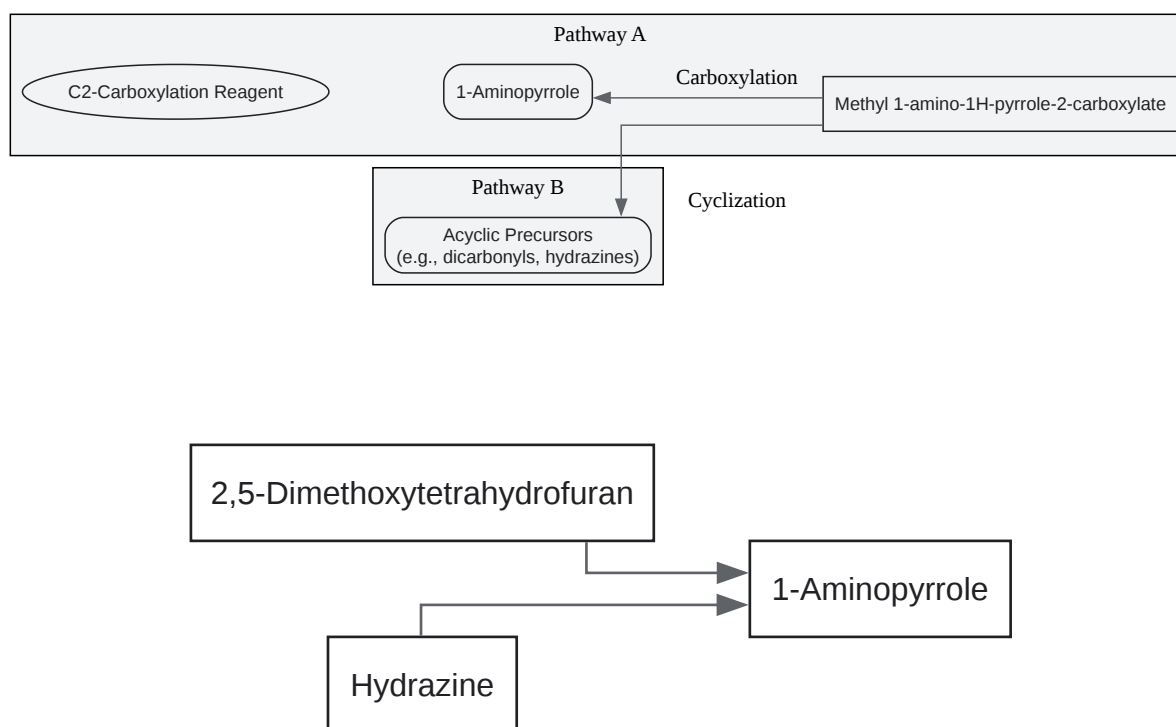 Pathway A
C2-Carboxylation Reagent
1-Aminopyrrole
Carboxylation
Methyl 1-amino-1H-pyrrole-2-carboxylate
Pathway B
Cyclization
Acyclic Precursors
(e.g., dicarbonyls, hydrazines)
2,5-Dimethoxytetrahydrofuran
1-Aminopyrrole
Hydrazine